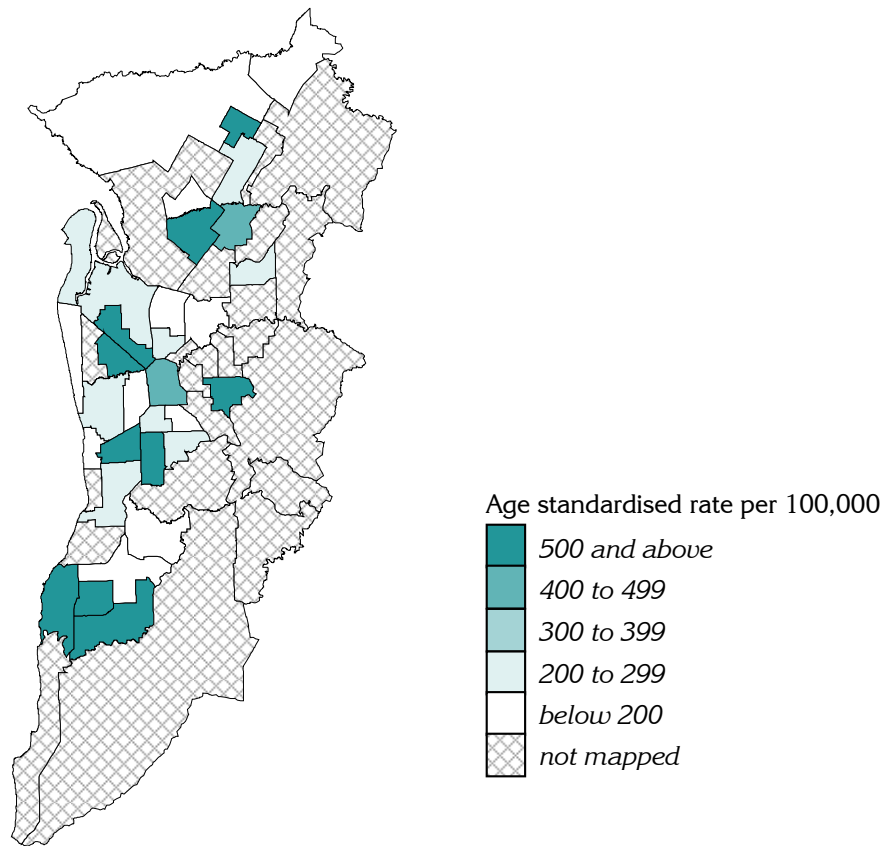 Age standardised rate per 100,000
500 and above
400 to 499
300 to 399
200 to 299
below 200
not mapped